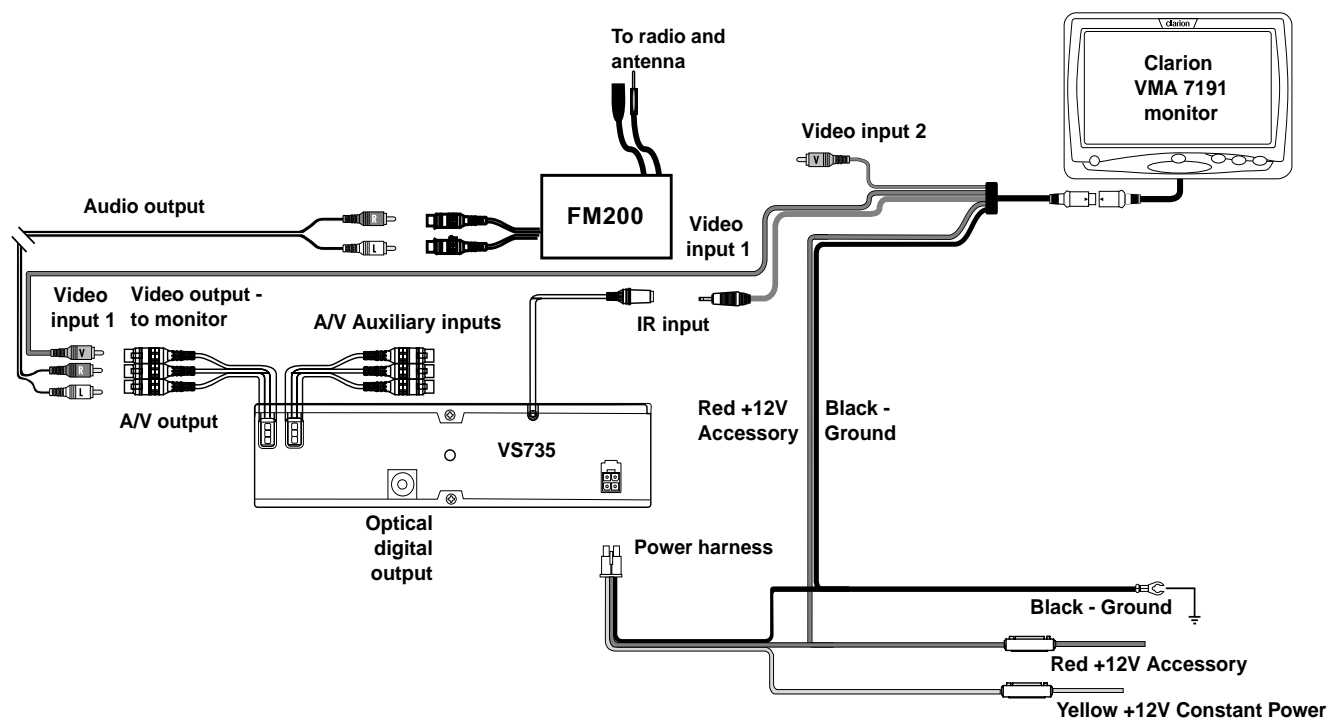 To radio and
antenna
clarion
Clarion
VMA 7191
monitor
Video input 2
V
Audio output
R
L
FM200
Video
input 1
Video
input 1
Video output -
to monitor
A/V Auxiliary inputs
IR input
V
R
L
A/V output
Red +12V
Accessory
Black -
Ground
VS735
Optical
digital
output
Power harness
Black - Ground
Red +12V Accessory
Yellow +12V Constant Power